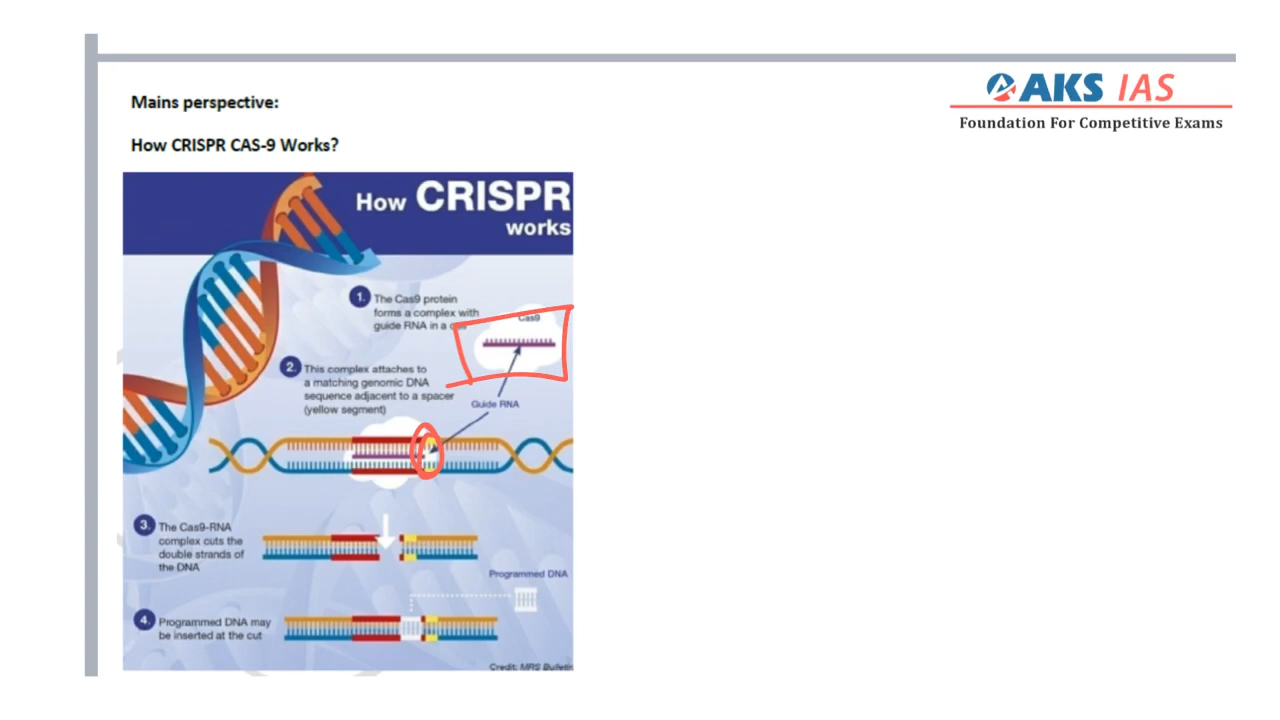 AKS IAS
Foundation For Competitive Exams
Mains perspective:
How CRISPR CAS-9 Works?
How CRISPR
works
1. The Cas9 protein
forms a complex with
guide RNA in a cell
Cas9
2. This complex attaches to
a matching genomic DNA
sequence adjacent to a spacer
(yellow segment)
Guide RNA
3. The Cas9-RNA
complex cuts the
double strands of
the DNA
Programmed DNA
4. Programmed DNA may
be inserted at the cut
Credit: MRS Bulletin